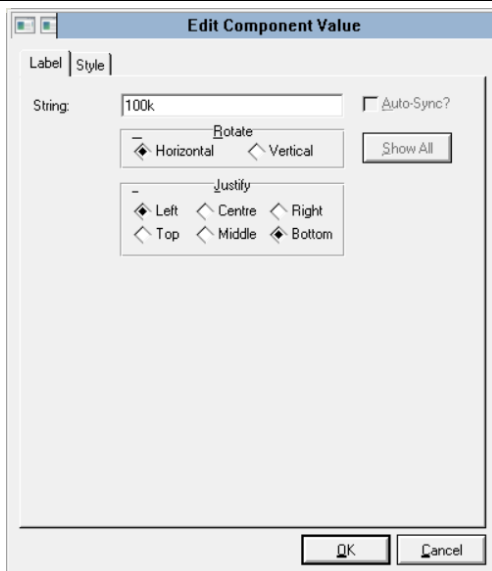 Edit Component Value
Label Style
String: 100k Auto-Sync?
Rotate
Horizontal Vertical Show All
Justify
Left Centre Right
Top Middle Bottom
OK Cancel